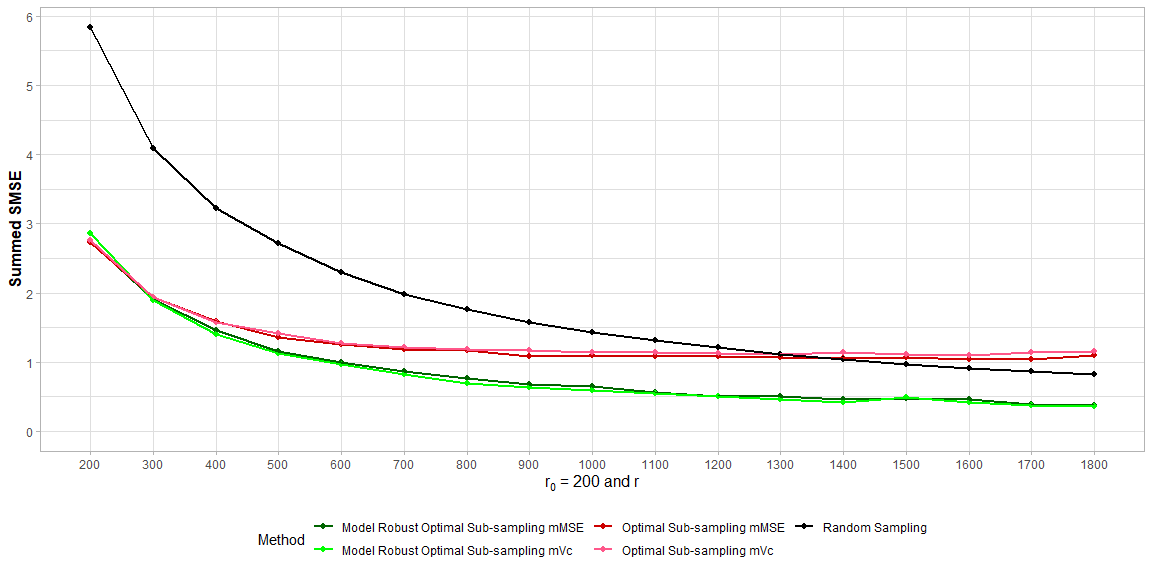 Summed SMSE
6
5
4
3
2
1
0
200 300 400 500 600 700 800 900 1000 1100 1200 1300 1400 1500 1600 1700 1800
r0 = 200 and r
Method
Model Robust Optimal Sub-sampling mMSE
Optimal Sub-sampling mMSE
Random Sampling
Model Robust Optimal Sub-sampling mVc
Optimal Sub-sampling mVc